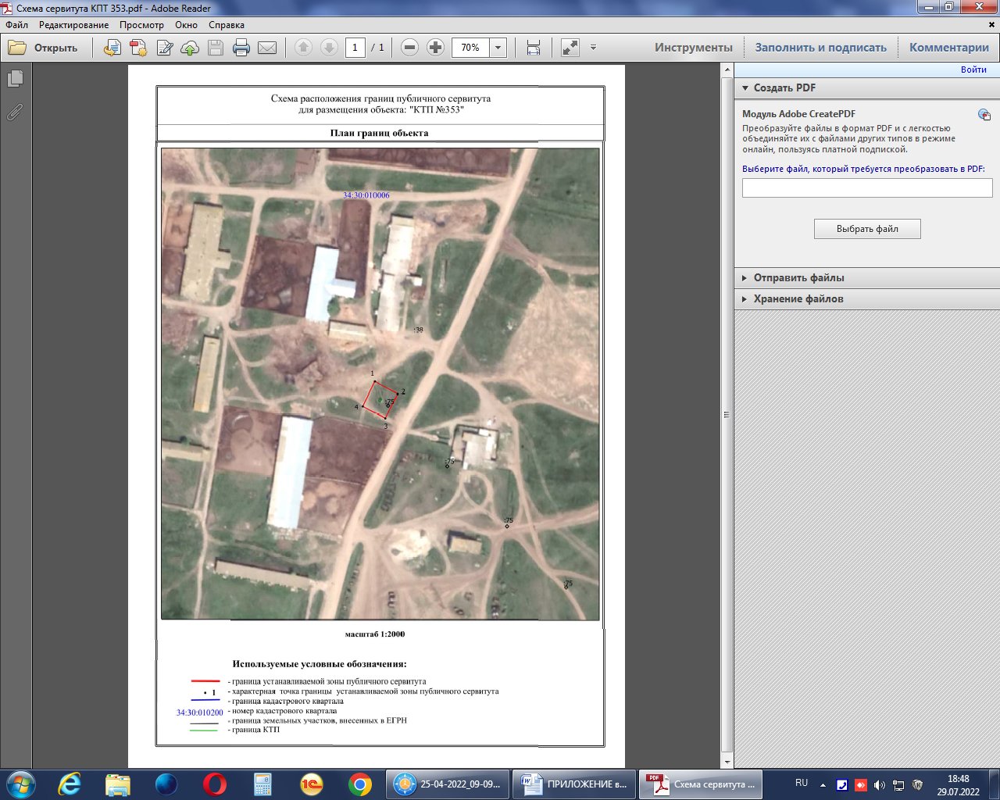 Схема сервитута КПТ 353.pdf - Adobe Reader
Файл Редактирование Просмотр Окно Справка
Открыть 1 / 1 70% Инструменты Заполнить и подписать Комментарии
Войти
Создать PDF
Модуль Adobe CreatePDF
Преобразуйте файлы в формат PDF и с легкостью
объединяйте их с файлами других типов в режиме
онлайн, пользуясь платной подпиской.
Выберите файл, который требуется преобразовать в PDF:
Выбрать файл
Отправить файлы
Хранение файлов
Схема расположения границ публичного сервитута
для размещения объекта: "КТП №353"
План границ объекта
34:30:010006
:38
1
2
:75
4
3
:75
:75
:75
масштаб 1:2000
Используемые условные обозначения:
- граница устанавливаемой зоны публичного сервитута
• 1 - характерная точка границы устанавливаемой зоны публичного сервитута
- граница кадастрового квартала
34:30:010200 - номер кадастрового квартала
- граница земельных участков, внесенных в ЕГРН
- граница КТП
25-04-2022_09-09... ПРИЛОЖЕНИЕ в... Схема сервитута ... RU 18:48
29.07.2022